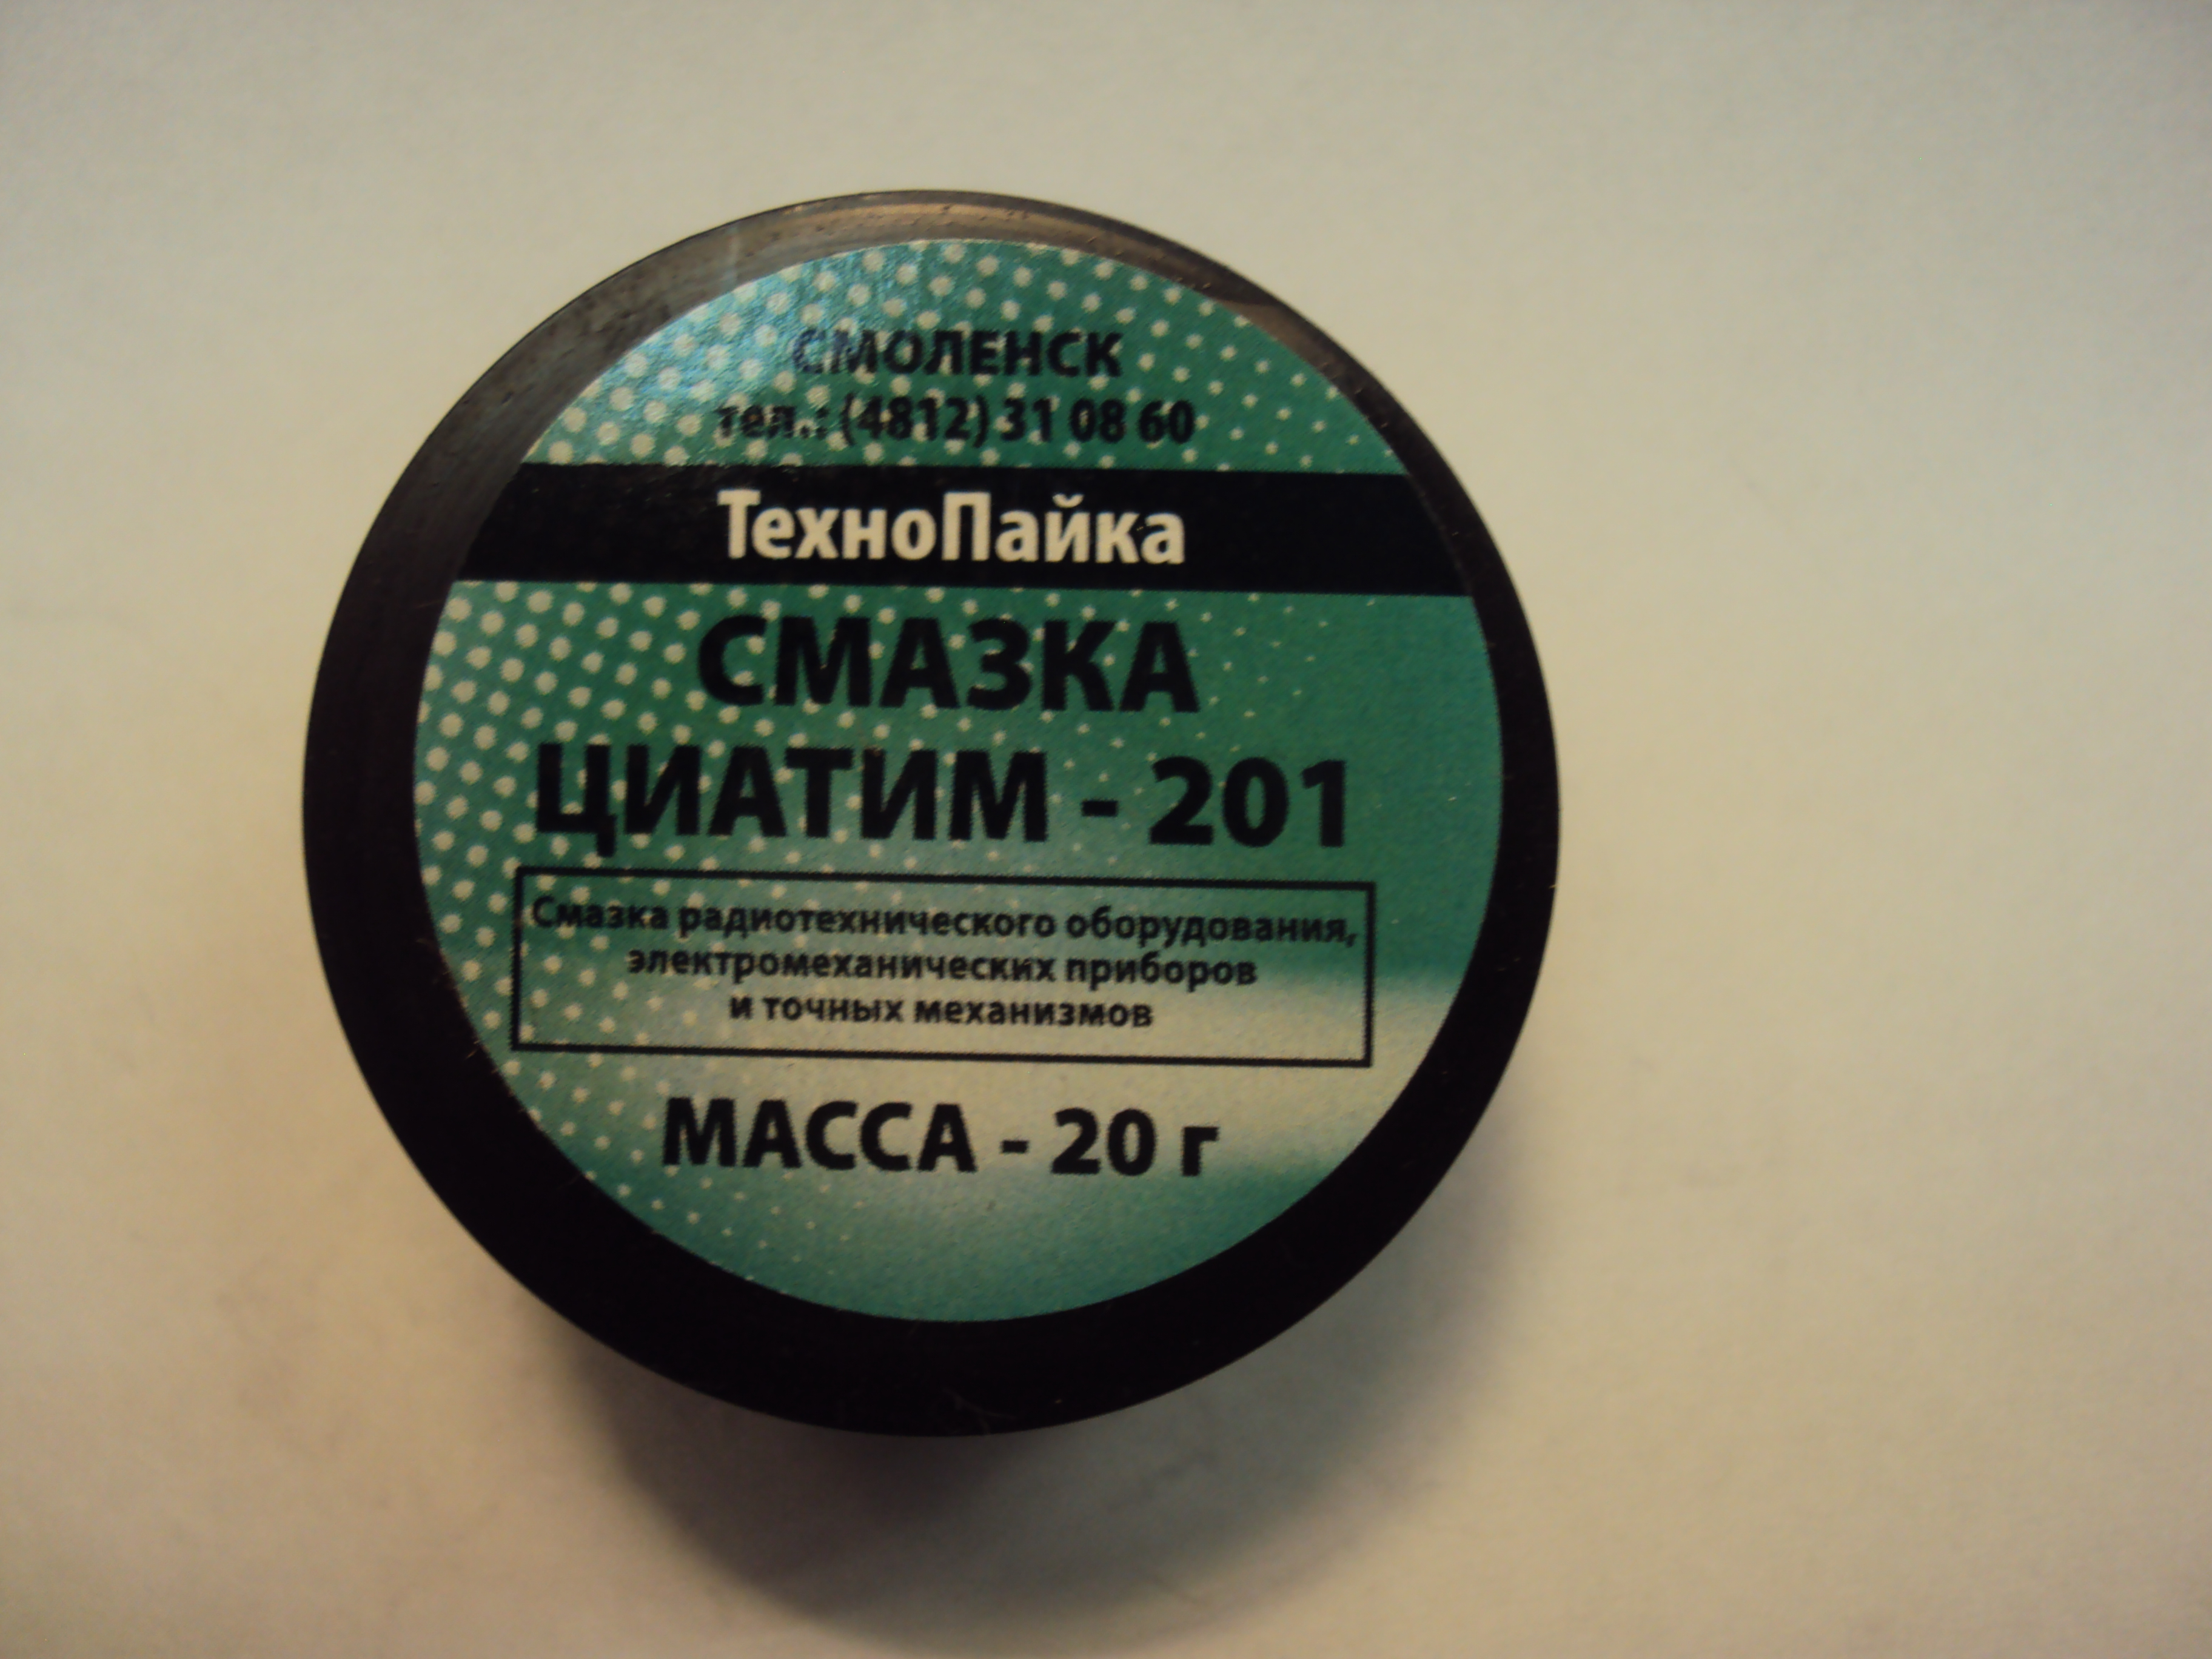 СМОЛЕНСК
тел.: (4812) 31 08 60
ТехноПайка
СМАЗКА
ЦИАТИМ - 201
Смазка радиотехнического оборудования,
электромеханических приборов
и точных механизмов
МАССА - 20 г